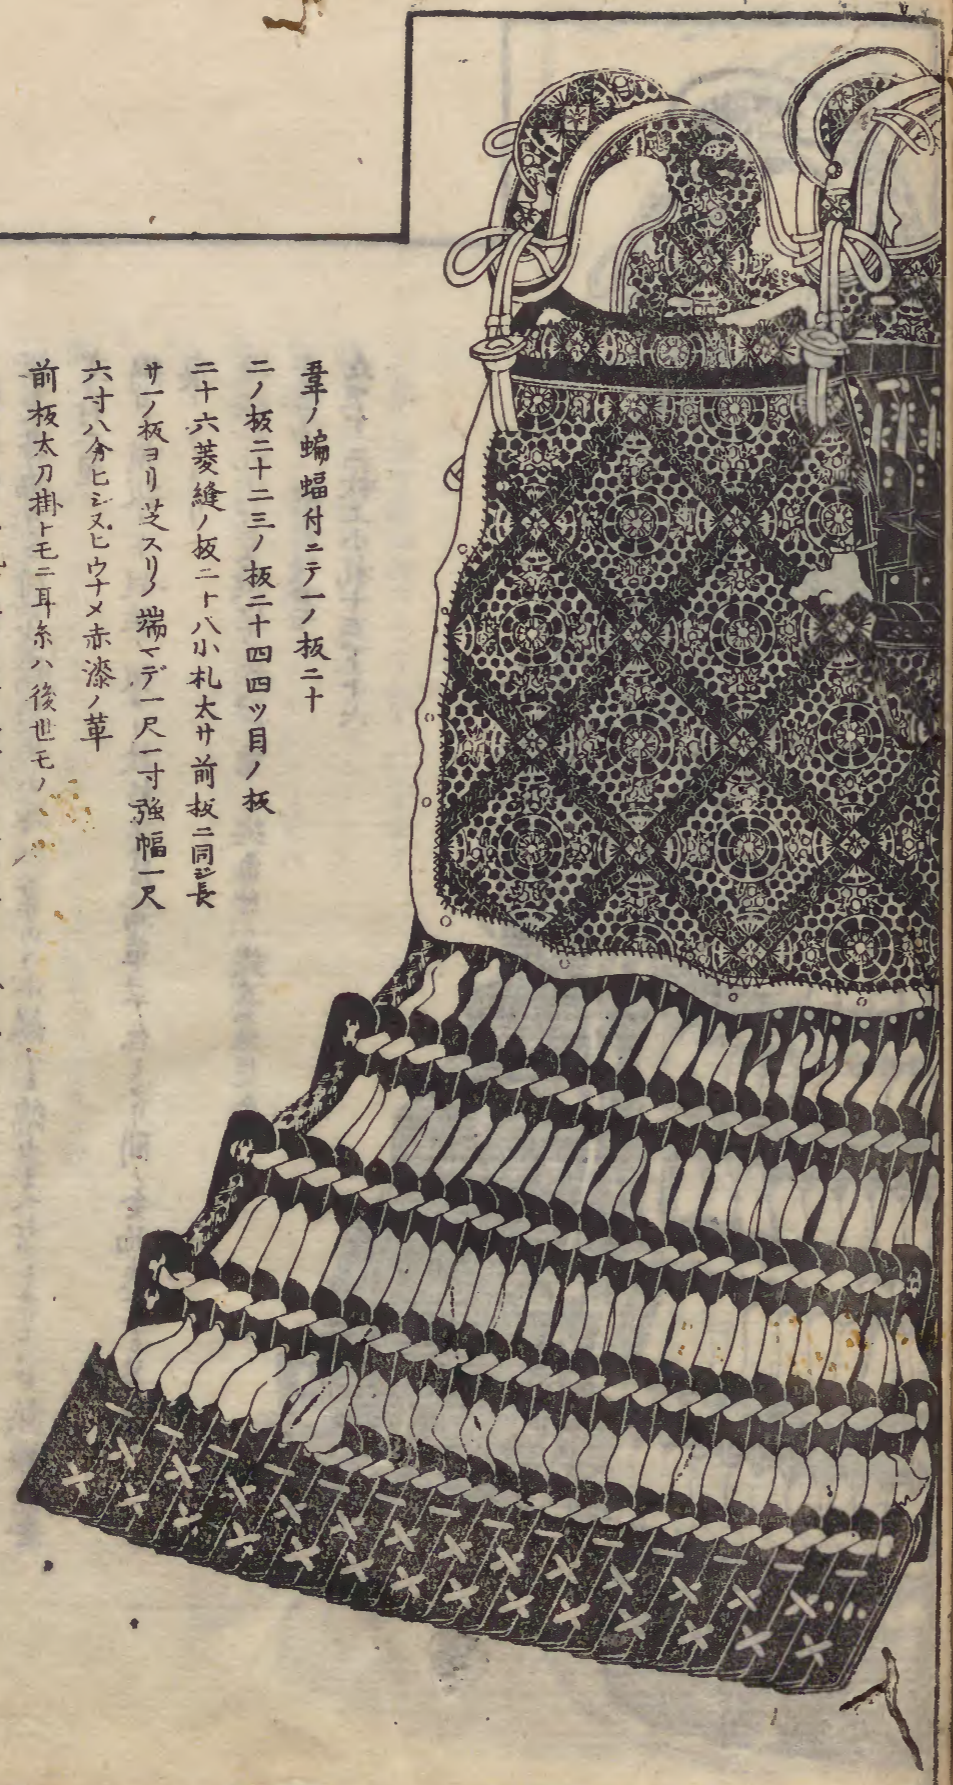 韋ノ蝙蝠付ニテ一ノ板二十
二ノ板二十二三ノ板二十四四ツ目ノ板
二十六菱縫ノ板二十八小札太サ前板ニ同ジ長
サ一ノ板ヨリ芝スリノ端マデ一尺一寸強幅一尺
六寸八分ヒシ又ヒウナメ赤漆ノ革
前板太刀掛トモニ耳糸ハ後世モノ